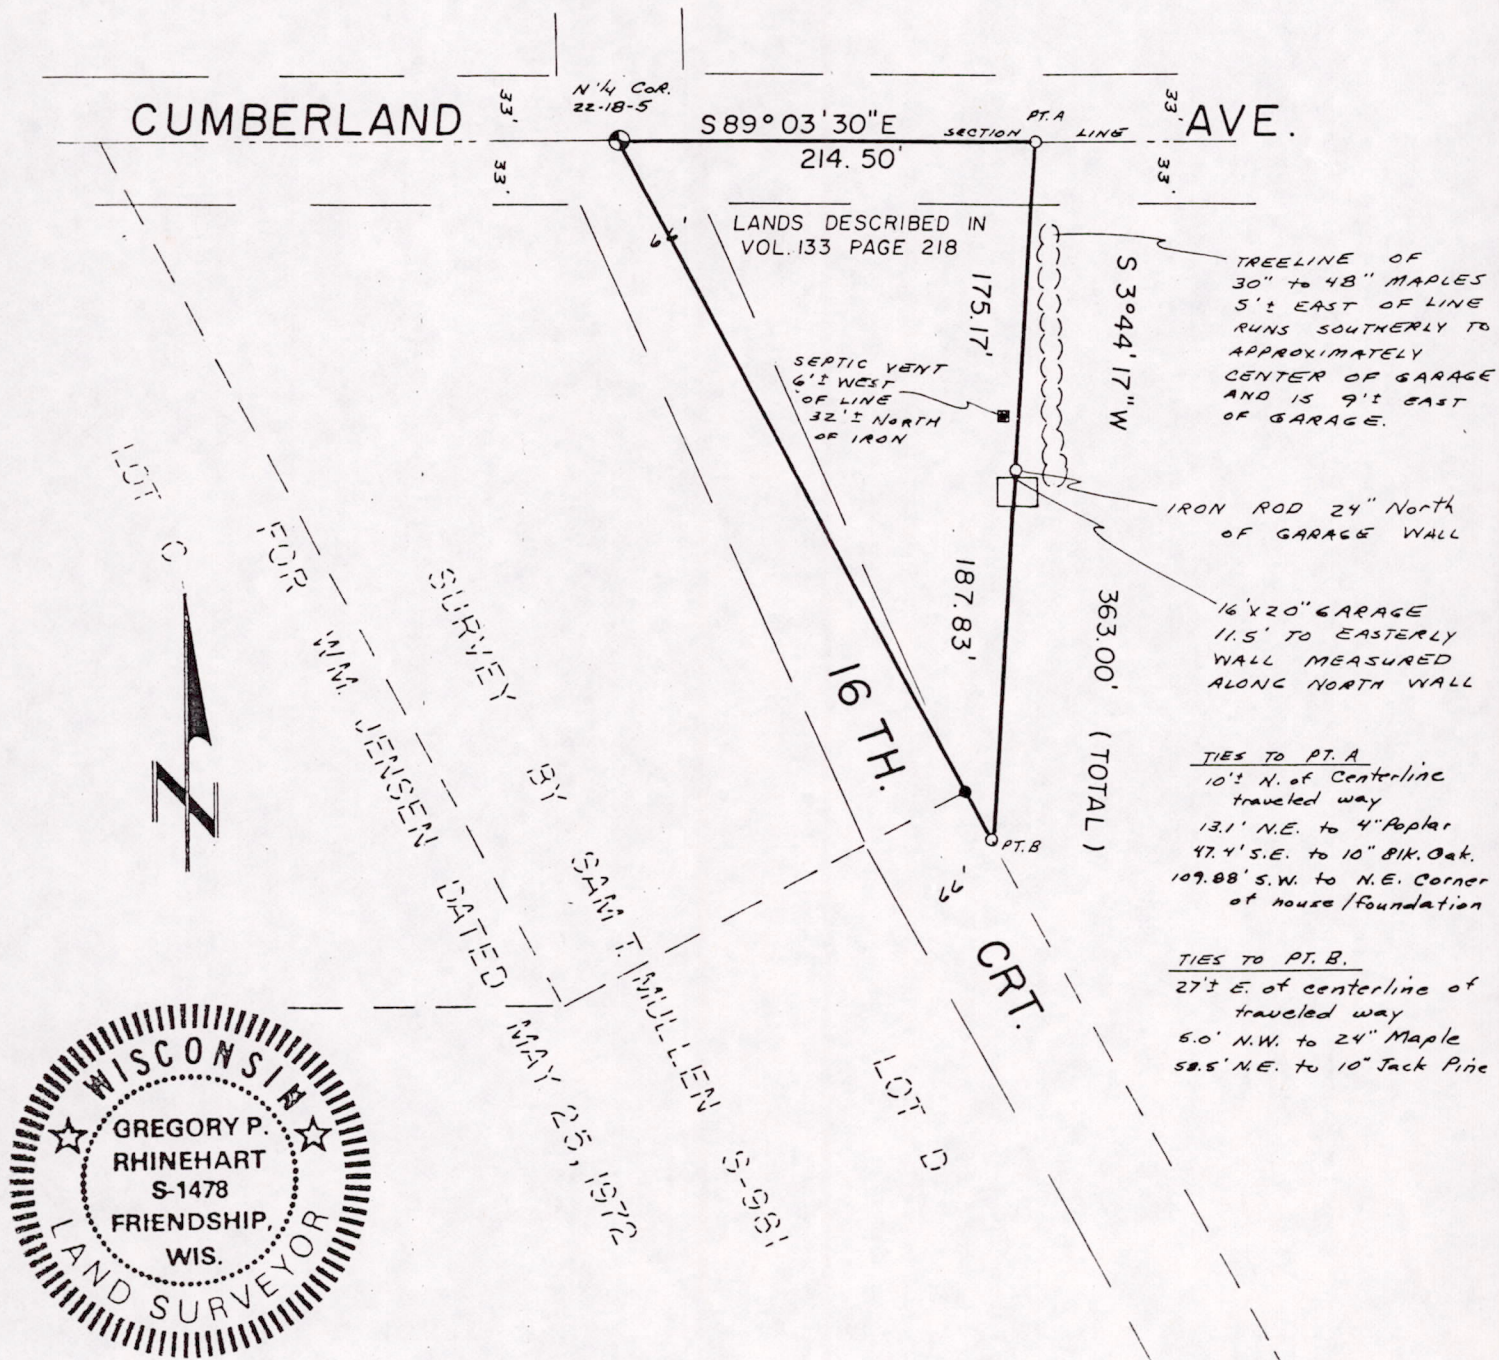 N 1/4 COR.
22-18-5
CUMBERLAND
33'
33'
S 89° 03' 30" E
214.50'
SECTION LINE
PT. A
33'
33'
AVE.
66'
LANDS DESCRIBED IN
VOL. 133 PAGE 218
175.17'
S 3° 44' 17" W
TREELINE OF
30" to 48" MAPLES
5'± EAST OF LINE
RUNS SOUTHERLY TO
APPROXIMATELY
CENTER OF GARAGE
AND IS 9'± EAST
OF GARAGE.
SEPTIC VENT
6'± WEST
OF LINE
32'± NORTH
OF IRON
IRON ROD 24" North
OF GARAGE WALL
187.83'
363.00' (TOTAL)
16'X20" GARAGE
11.5' TO EASTERLY
WALL MEASURED
ALONG NORTH WALL
LOT C
SURVEY BY SAM T. MULLEN S-981
FOR WM. JENSEN DATED MAY 25, 1972
N
16 TH. CRT.
PT. B
66'
LOT D
TIES TO PT. A
10'± N. of Centerline
traveled way
13.1' N.E. to 4" Poplar
47.4' S.E. to 10" Blk. Oak.
109.88' S.W. to N.E. Corner
of house/foundation
TIES TO PT. B.
27'± E. of centerline of
traveled way
5.0' N.W. to 24" Maple
58.5' N.E. to 10" Jack Pine
WISCONSIN
GREGORY P.
RHINEHART
S-1478
FRIENDSHIP,
WIS.
LAND SURVEYOR